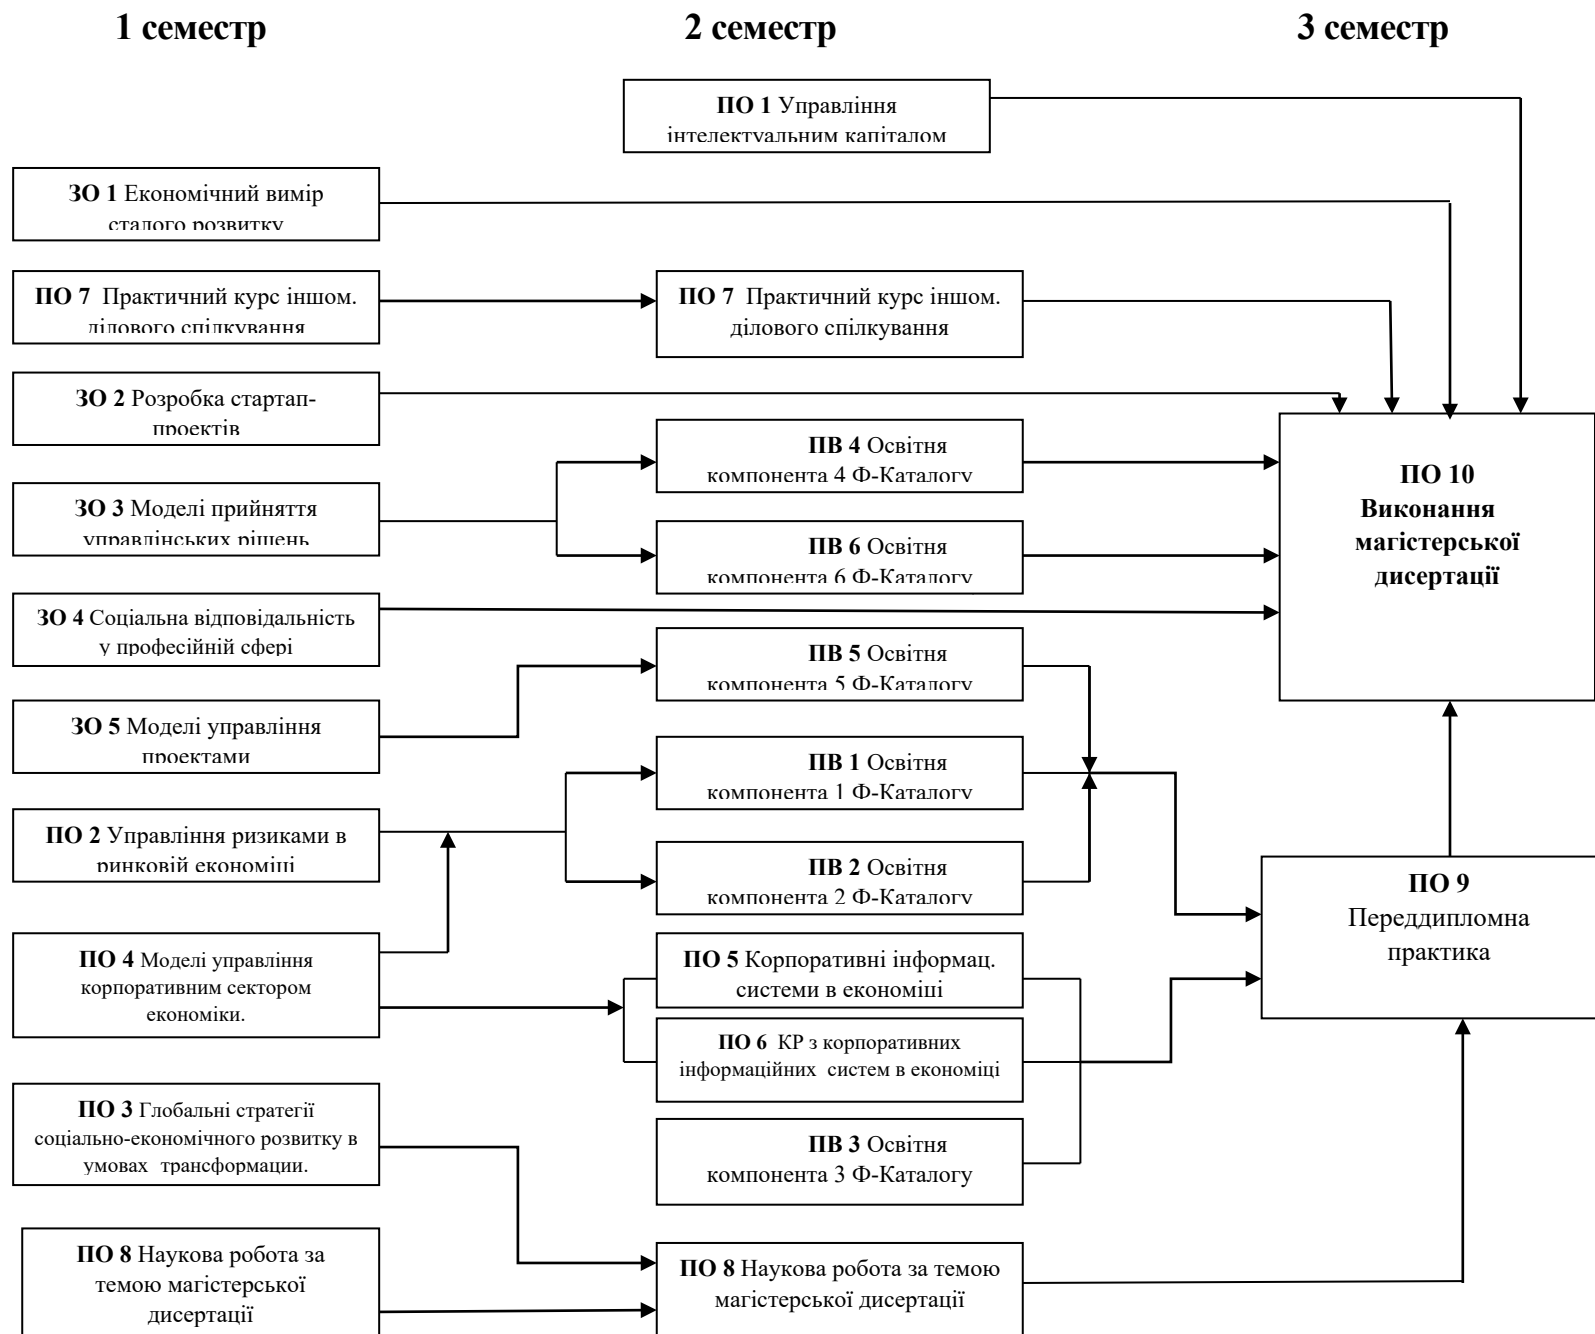 1 семестр
2 семестр
3 семестр
ПО 1 Управління
інтелектуальним капіталом
ЗО 1 Економічний вимір
сталого розвитку
ПО 7 Практичний курс іншом.
ділового спілкування
ПО 7 Практичний курс іншом.
ділового спілкування
ЗО 2 Розробка стартап-
проектів
ПВ 4 Освітня
компонента 4 Ф-Каталогу
ЗО 3 Моделі прийняття
управлінських рішень
ПВ 6 Освітня
компонента 6 Ф-Каталогу
ПО 10
Виконання
магістерської
дисертації
ЗО 4 Соціальна відповідальність
у професійній сфері
ПВ 5 Освітня
компонента 5 Ф-Каталогу
ЗО 5 Моделі управління
проектами
ПВ 1 Освітня
компонента 1 Ф-Каталогу
ПО 2 Управління ризиками в
ринковій економіці
ПВ 2 Освітня
компонента 2 Ф-Каталогу
ПО 9
Переддипломна
практика
ПО 4 Моделі управління
корпоративним сектором
економіки.
ПО 5 Корпоративні інформац.
системи в економіці
ПО 6 КР з корпоративних
інформаційних систем в економіці
ПО 3 Глобальні стратегії
соціально-економічного розвитку в
умовах трансформации.
ПВ 3 Освітня
компонента 3 Ф-Каталогу
ПО 8 Наукова робота за
темою магістерської
дисертації
ПО 8 Наукова робота за темою
магістерської дисертації